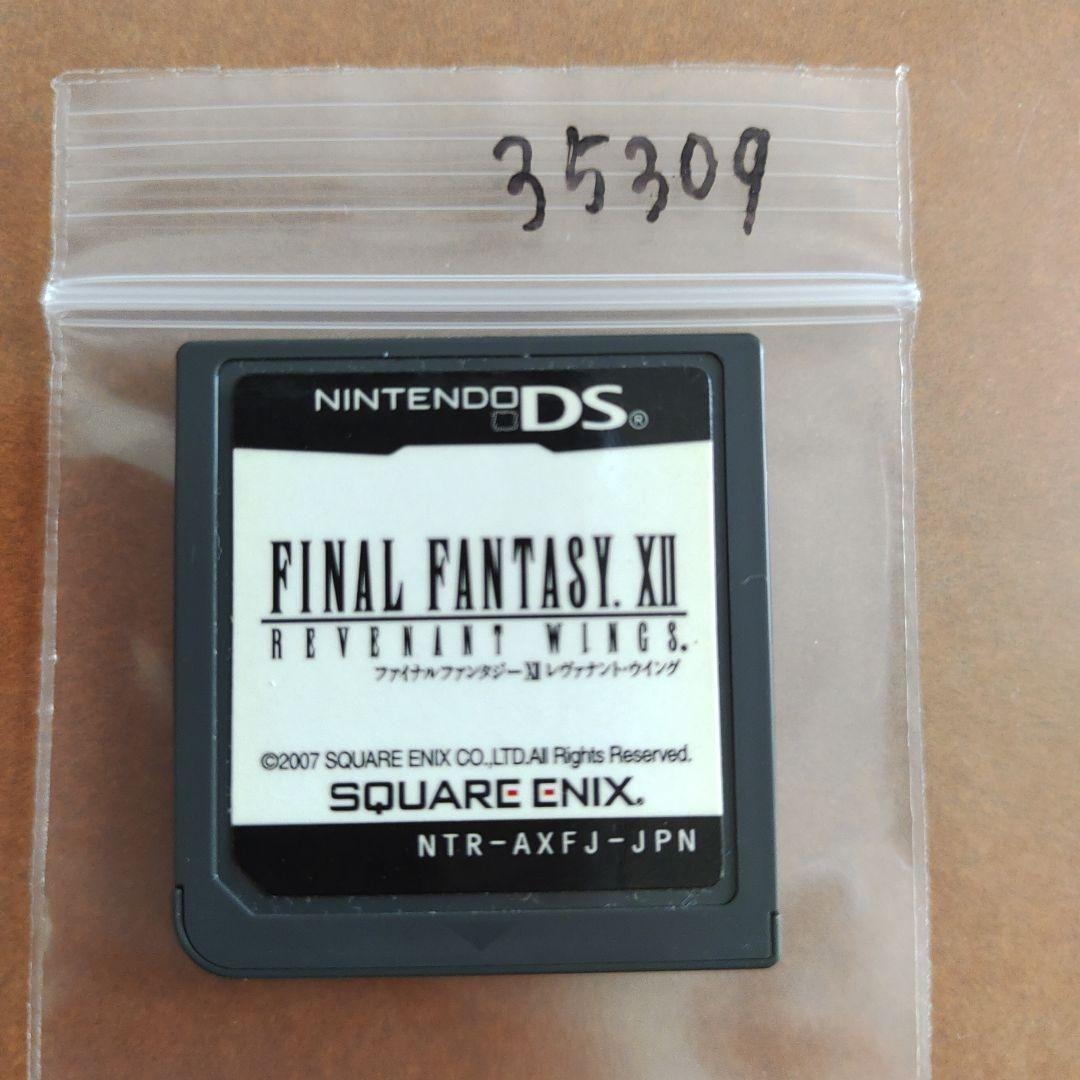 35309
NINTENDO DS®
FINAL FANTASY. XII
REVENANT WINGS.
ファイナルファンタジーXII レヴァナント・ウイング
©2007 SQUARE ENIX CO.,LTD.All Rights Reserved.
SQUARE ENIX.
NTR-AXFJ-JPN